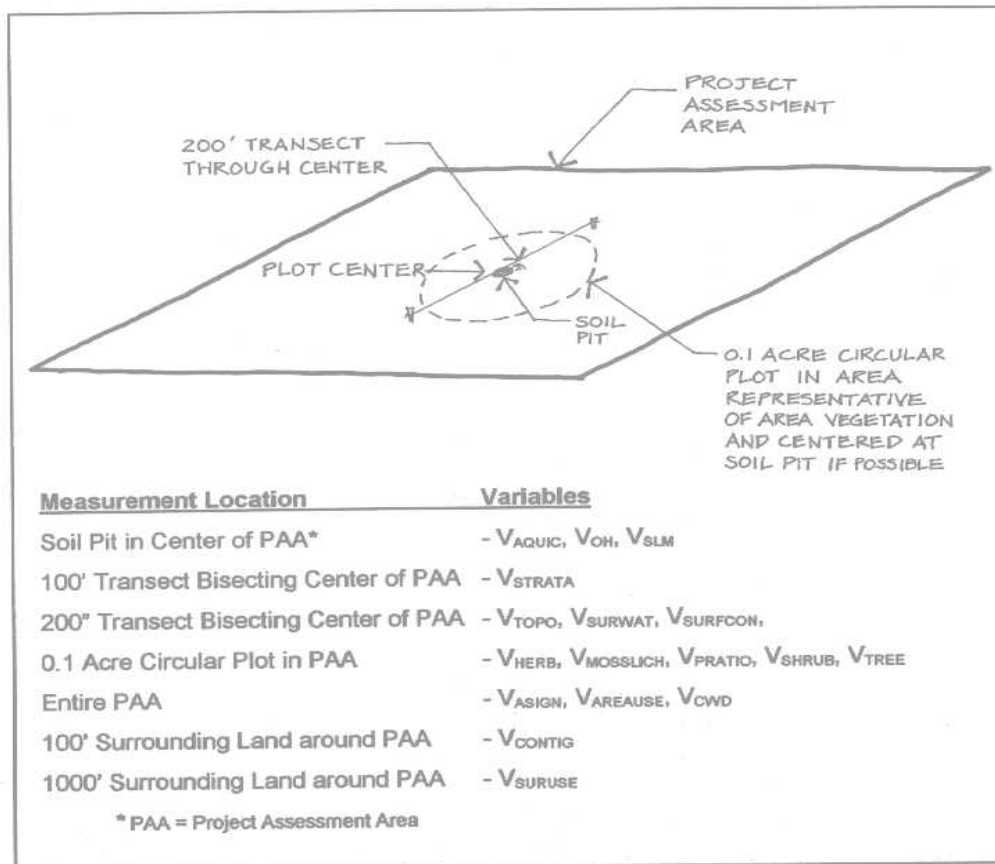 PROJECT
ASSESSMENT
AREA
200' TRANSECT
THROUGH CENTER
PLOT CENTER
SOIL
PIT
0.1 ACRE CIRCULAR
PLOT IN AREA
REPRESENTATIVE
OF AREA VEGETATION
AND CENTERED AT
SOIL PIT IF POSSIBLE
Measurement Location Variables
Soil Pit in Center of PAA* - VAQUIC, VOH, VSLM
100' Transect Bisecting Center of PAA - VSTRATA
200" Transect Bisecting Center of PAA - VTOPO, VSURWAT, VSURFCON,
0.1 Acre Circular Plot in PAA - VHERB, VMOSSLICH, VPRATIO, VSHRUB, VTREE
Entire PAA - VASIGN, VAREAUSE, VCWD
100' Surrounding Land around PAA - VCONTIG
1000' Surrounding Land around PAA - VSURUSE
* PAA = Project Assessment Area